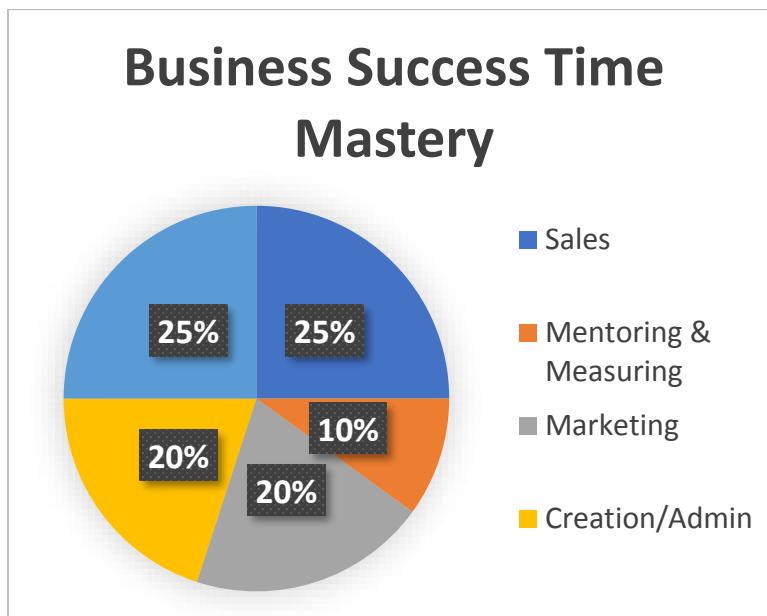 Business Success Time
Mastery
25%
25%
10%
20%
20%
Sales
Mentoring &
Measuring
Marketing
Creation/Admin